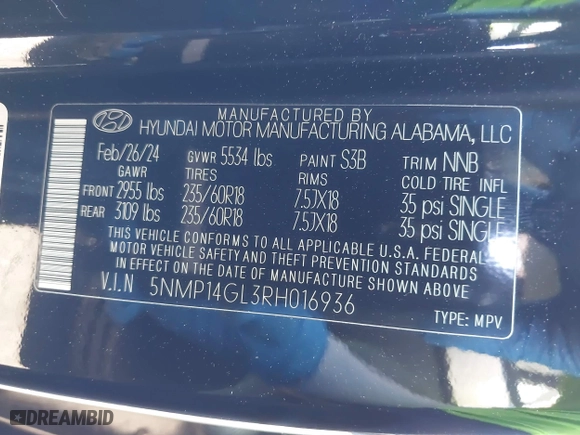 MANUFACTURED BY
HYUNDAI MOTOR MANUFACTURING ALABAMA, LLC
Feb/26/24 GVWR 5534 lbs PAINT S3B TRIM NNB
GAWR TIRES RIMS COLD TIRE INFL
FRONT 2955 lbs 235/60R18 7.5JX18 35 psi SINGLE
REAR 3109 lbs 235/60R18 7.5JX18 35 psi SINGLE
THIS VEHICLE CONFORMS TO ALL APPLICABLE U.S.A. FEDERAL
MOTOR VEHICLE SAFETY AND THEFT PREVENTION STANDARDS
IN EFFECT ON THE DATE OF MANUFACTURE SHOWN ABOVE
V.I.N 5NMP14GL3RH016936
TYPE: MPV
DREAMBID